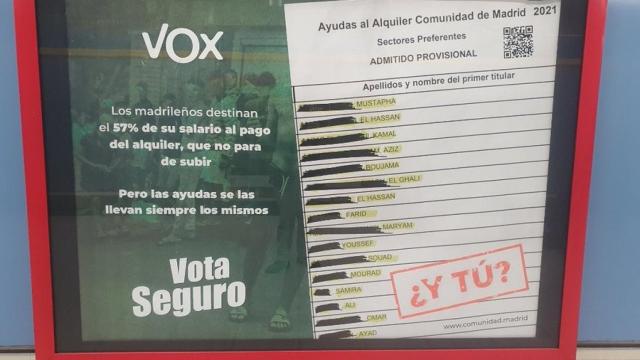 VOX
Los madrileños destinan
el 57% de su salario al pago
del alquiler, que no para
de subir
Pero las ayudas se las
llevan siempre los mismos
Vota
Seguro
Ayudas al Alquiler Comunidad de Madrid 2021
Sectores Preferentes
ADMITIDO PROVISIONAL
Apellidos y nombre del primer titular
MUSTAPHA
EL HASSAN
KAMAL
AZIZ
BOUJAMA
EL GHALI
EL HASSAN
FARID
MARYAM
YOUSSEF
SOUAD
MOURAD
SAMIRA
ALI
OMAR
AYAD
¿Y TÚ?
www.comunidad.madrid